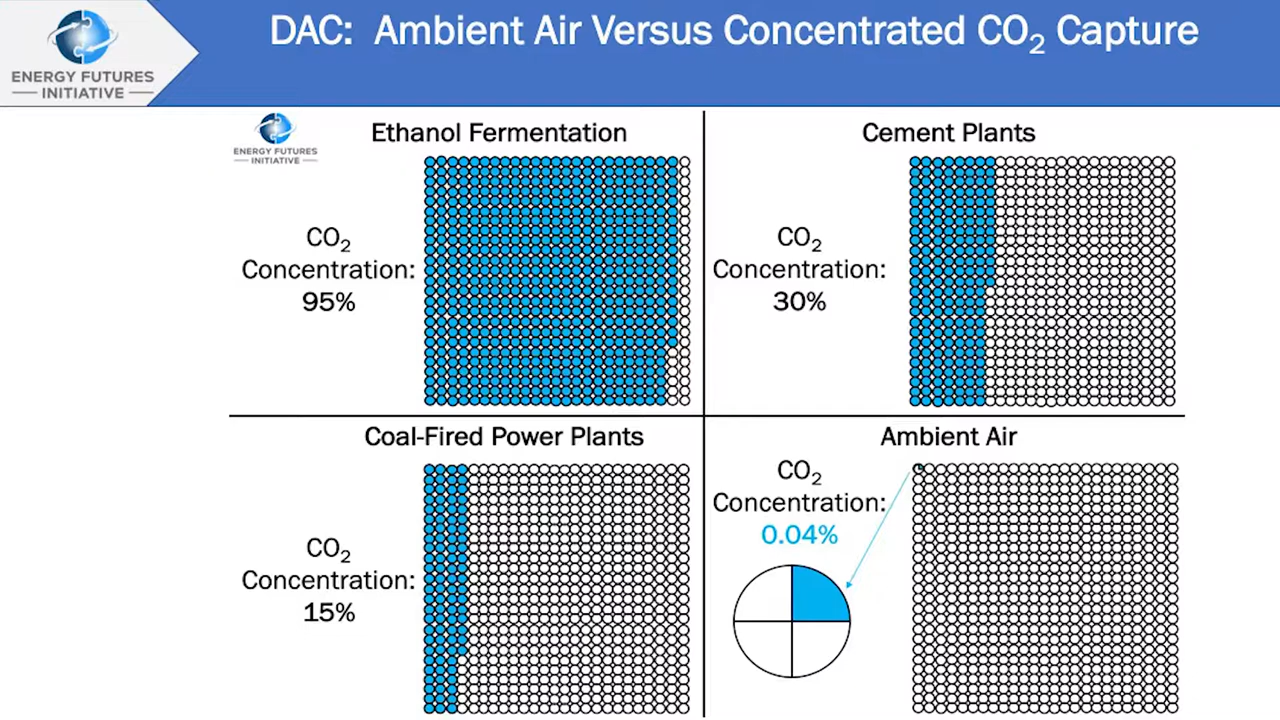 DAC: Ambient Air Versus Concentrated CO₂ Capture
ENERGY FUTURES
INITIATIVE
ENERGY FUTURES
INITIATIVE
Ethanol Fermentation
CO₂
Concentration:
95%
Cement Plants
CO₂
Concentration:
30%
Coal-Fired Power Plants
CO₂
Concentration:
15%
Ambient Air
CO₂
Concentration:
0.04%